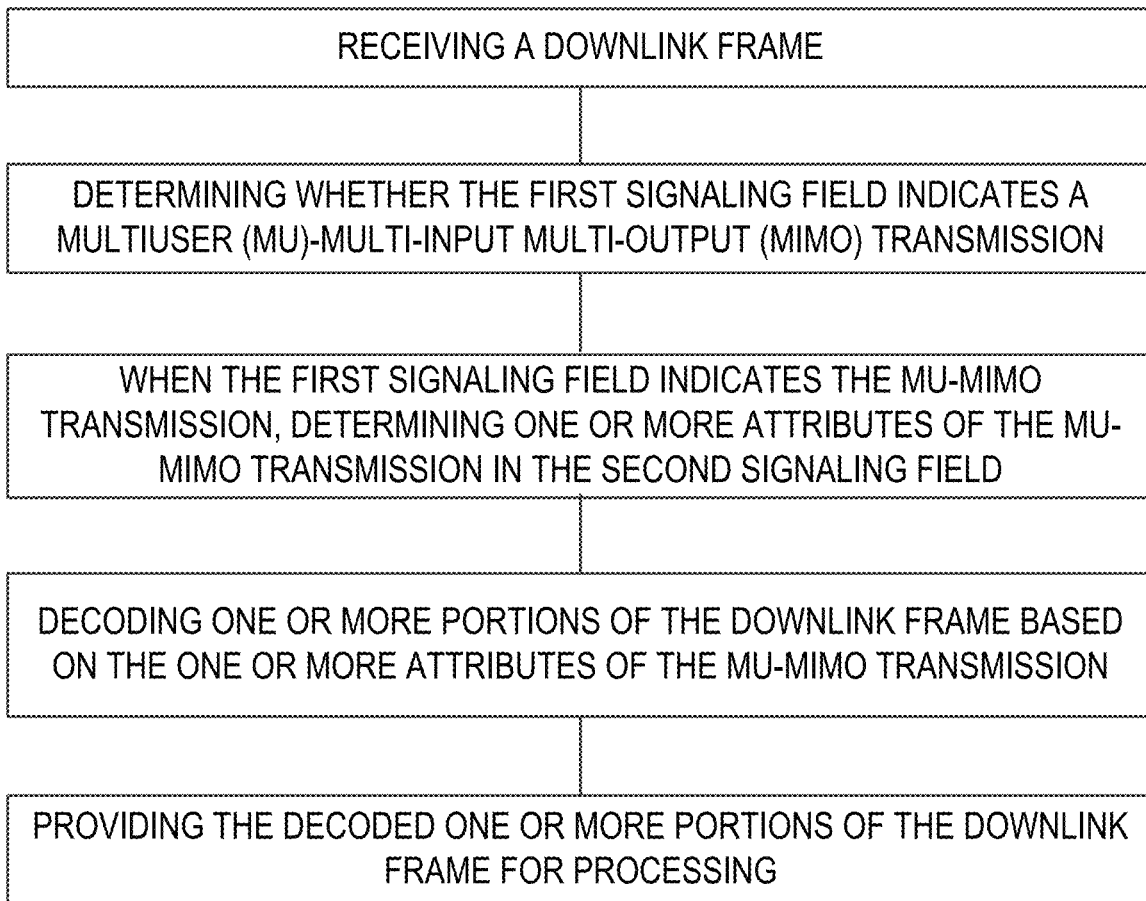 RECEIVING A DOWNLINK FRAME
DETERMINING WHETHER THE FIRST SIGNALING FIELD INDICATES A
MULTIUSER (MU)-MULTI-INPUT MULTI-OUTPUT (MIMO) TRANSMISSION
WHEN THE FIRST SIGNALING FIELD INDICATES THE MU-MIMO
TRANSMISSION, DETERMINING ONE OR MORE ATTRIBUTES OF THE MU-
MIMO TRANSMISSION IN THE SECOND SIGNALING FIELD
DECODING ONE OR MORE PORTIONS OF THE DOWNLINK FRAME BASED
ON THE ONE OR MORE ATTRIBUTES OF THE MU-MIMO TRANSMISSION
PROVIDING THE DECODED ONE OR MORE PORTIONS OF THE DOWNLINK
FRAME FOR PROCESSING